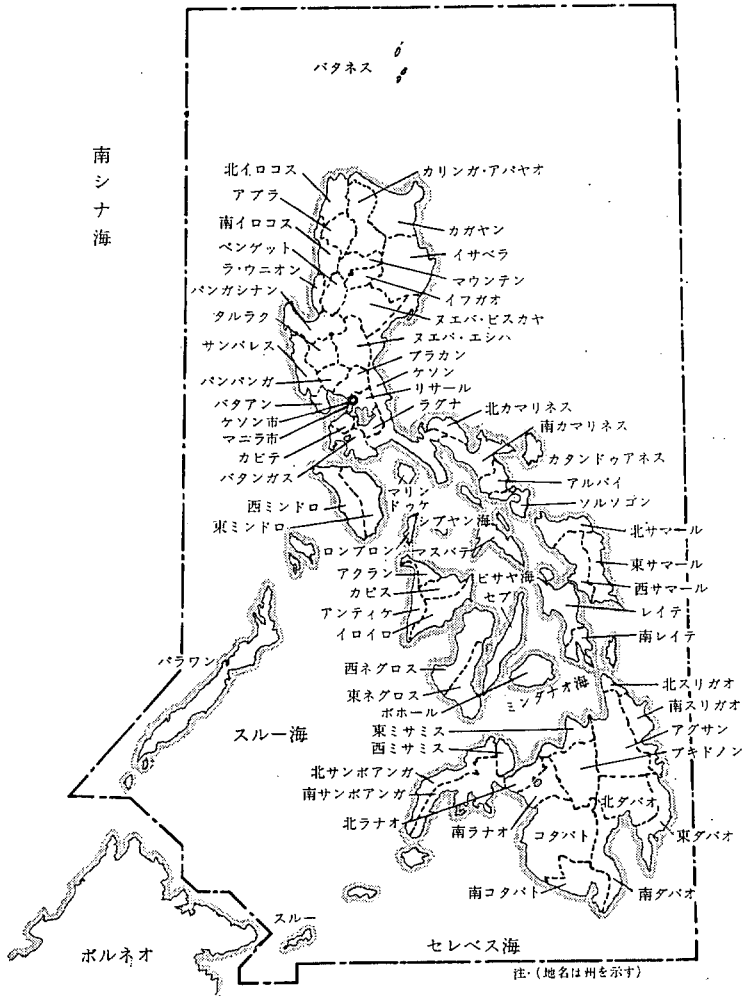 バタネス
南シナ海
北イロコス
カリンガ・アパヤオ
アブラ
南イロコス
カガヤン
ベンゲット
イサベラ
ラ・ウニオン
マウンテン
パンガシナン
イフガオ
タルラク
ヌエバ・ビスカヤ
サンバレス
ヌエバ・エシハ
ブラカン
パンパンガ
ケソン
リサール
バタアン
ラグナ
北カマリネス
ケソン市
南カマリネス
マニラ市
カビテ
カタンドゥアネス
バタンガス
アルバイ
マリン
ドゥケ
ソルソゴン
西ミンドロ
シブヤン海
東ミンドロ
北サマール
ロンブロン
マスバテ
東サマール
アクラン
ビサヤ海
西サマール
カピス
セブ
レイテ
アンティケ
イロイロ
南レイテ
パラワン
西ネグロス
東ネグロス
北スリガオ
ボホール
ミンダナオ海
南スリガオ
スルー海
東ミサミス
アグサン
西ミサミス
ブキドノン
北サンボアンガ
南サンボアンガ
北ダバオ
北ラナオ
南ラナオ
コタバト
東ダバオ
南コタバト
南ダバオ
スルー
ボルネオ
セレベス海
注・(地名は州を示す)